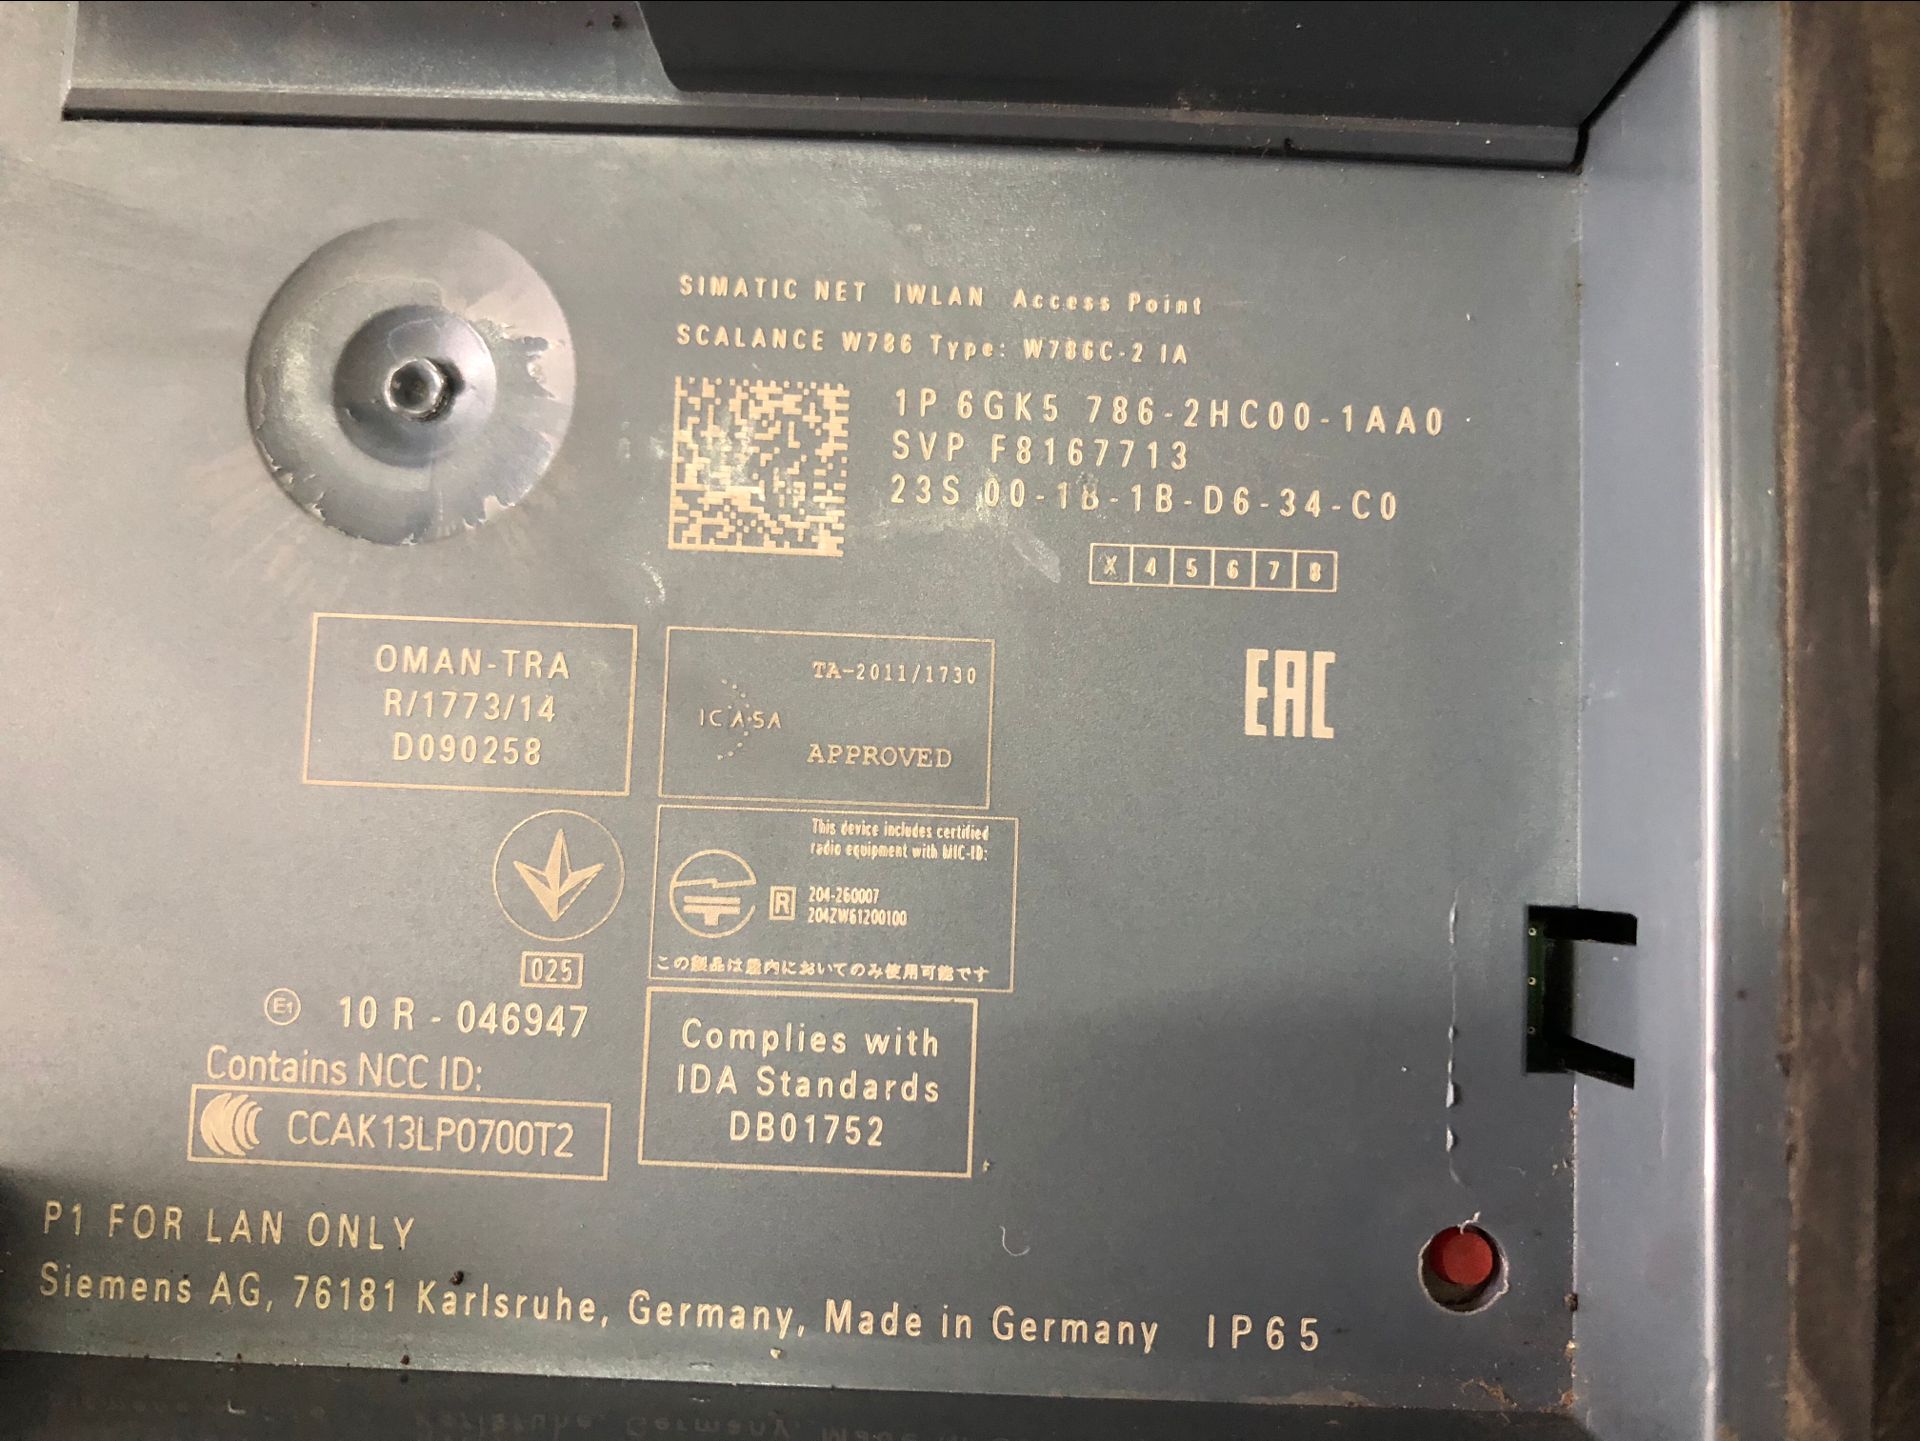 SIMATIC NET IWLAN Access Point
SCALANCE W786 Type: W786C-2 IA
1P 6GK5 786-2HC00-1AA0
SVP F8167713
23S 00-1B-1B-D6-34-C0
X 4 5 6 7 8
OMAN-TRA
R/1773/14
D090258
TA-2011/1730
ICASA
APPROVED
EAC
This device includes certified
radio equipment with MIC-ID:
R 204-260007
204ZW61200100
この製品は屋内においてのみ使用可能です
025
E1 10 R - 046947
Contains NCC ID:
CCAK13LP0700T2
Complies with
IDA Standards
DB01752
P1 FOR LAN ONLY
Siemens AG, 76181 Karlsruhe, Germany, Made in Germany IP65